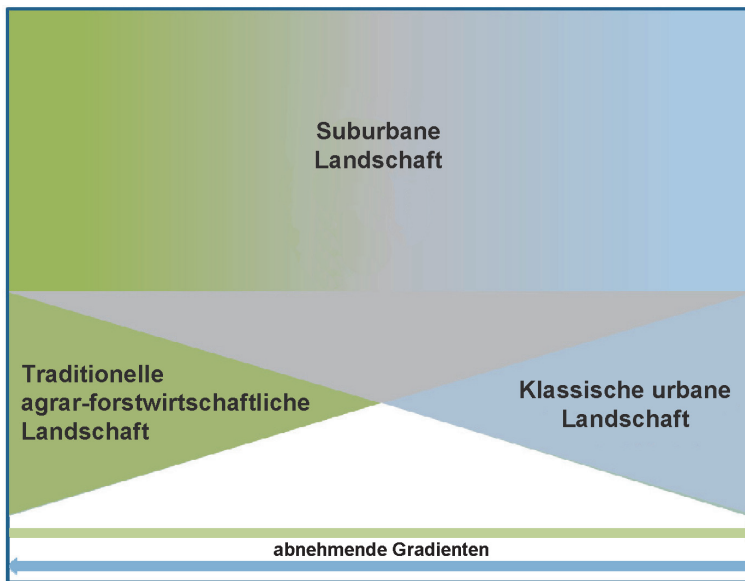 Suburbane
Landschaft
Traditionelle
agrar-forstwirtschaftliche
Landschaft
Klassische urbane
Landschaft
abnehmende Gradienten